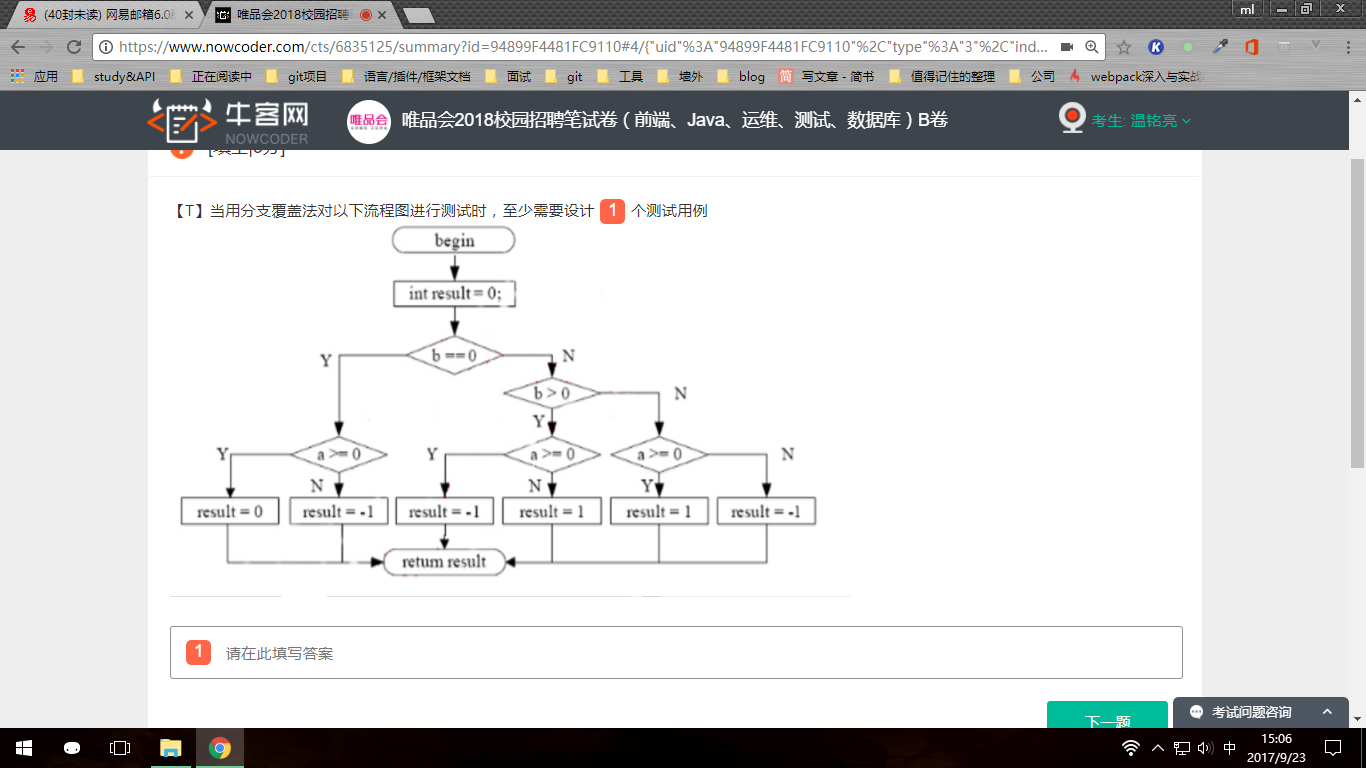 (40封未读) 网易邮箱6.0
唯品会2018校园招聘
ml
https://www.nowcoder.com/cts/6835125/summary?id=94899F4481FC9110#4/{"uid"%3A"94899F4481FC9110"%2C"type"%3A"3"%2C"ind...
应用 study&API 正在阅读中 git项目 语言/插件/框架文档 面试 git 工具 墙外 blog 简 写文章 - 简书 值得记住的整理 公司 webpack深入与实战
牛客网
NOWCODER
唯品会
唯品会2018校园招聘笔试卷（前端、Java、运维、测试、数据库）B卷
考生: 温铭亮
【T】当用分支覆盖法对以下流程图进行测试时，至少需要设计 1 个测试用例
begin
int result = 0;
Y b == 0 N
b > 0 N
Y
Y a >= 0 Y a >= 0 a >= 0 N
N N Y
result = 0 result = -1 result = -1 result = 1 result = 1 result = -1
return result
1 请在此填写答案
下一题
考试问题咨询
中
15:06
2017/9/23